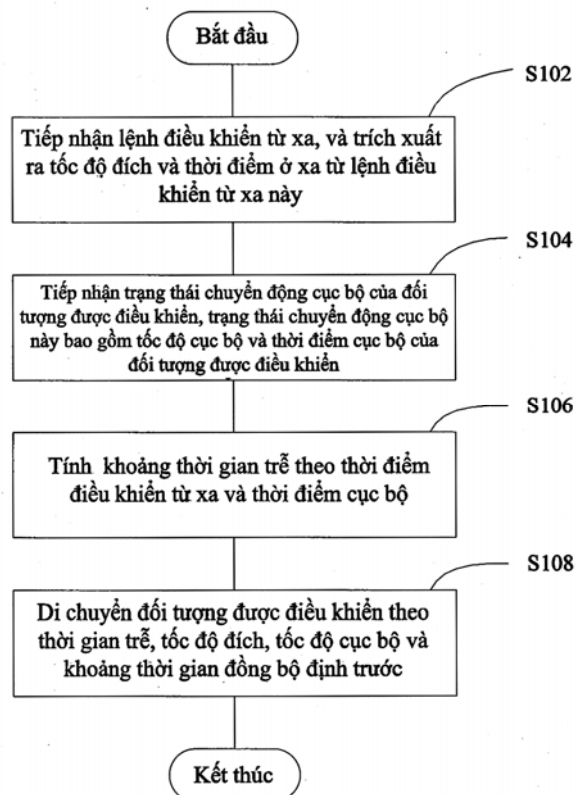 Bắt đầu
S102
Tiếp nhận lệnh điều khiển từ xa, và trích xuất
ra tốc độ đích và thời điểm ở xa từ lệnh điều
khiển từ xa này
S104
Tiếp nhận trạng thái chuyển động cục bộ của đối
tượng được điều khiển, trạng thái chuyển động cục bộ
này bao gồm tốc độ cục bộ và thời điểm cục bộ của
đối tượng được điều khiển
S106
Tính khoảng thời gian trễ theo thời điểm
điều khiển từ xa và thời điểm cục bộ
S108
Di chuyển đối tượng được điều khiển theo
thời gian trễ, tốc độ đích, tốc độ cục bộ và
khoảng thời gian đồng bộ định trước
Kết thúc